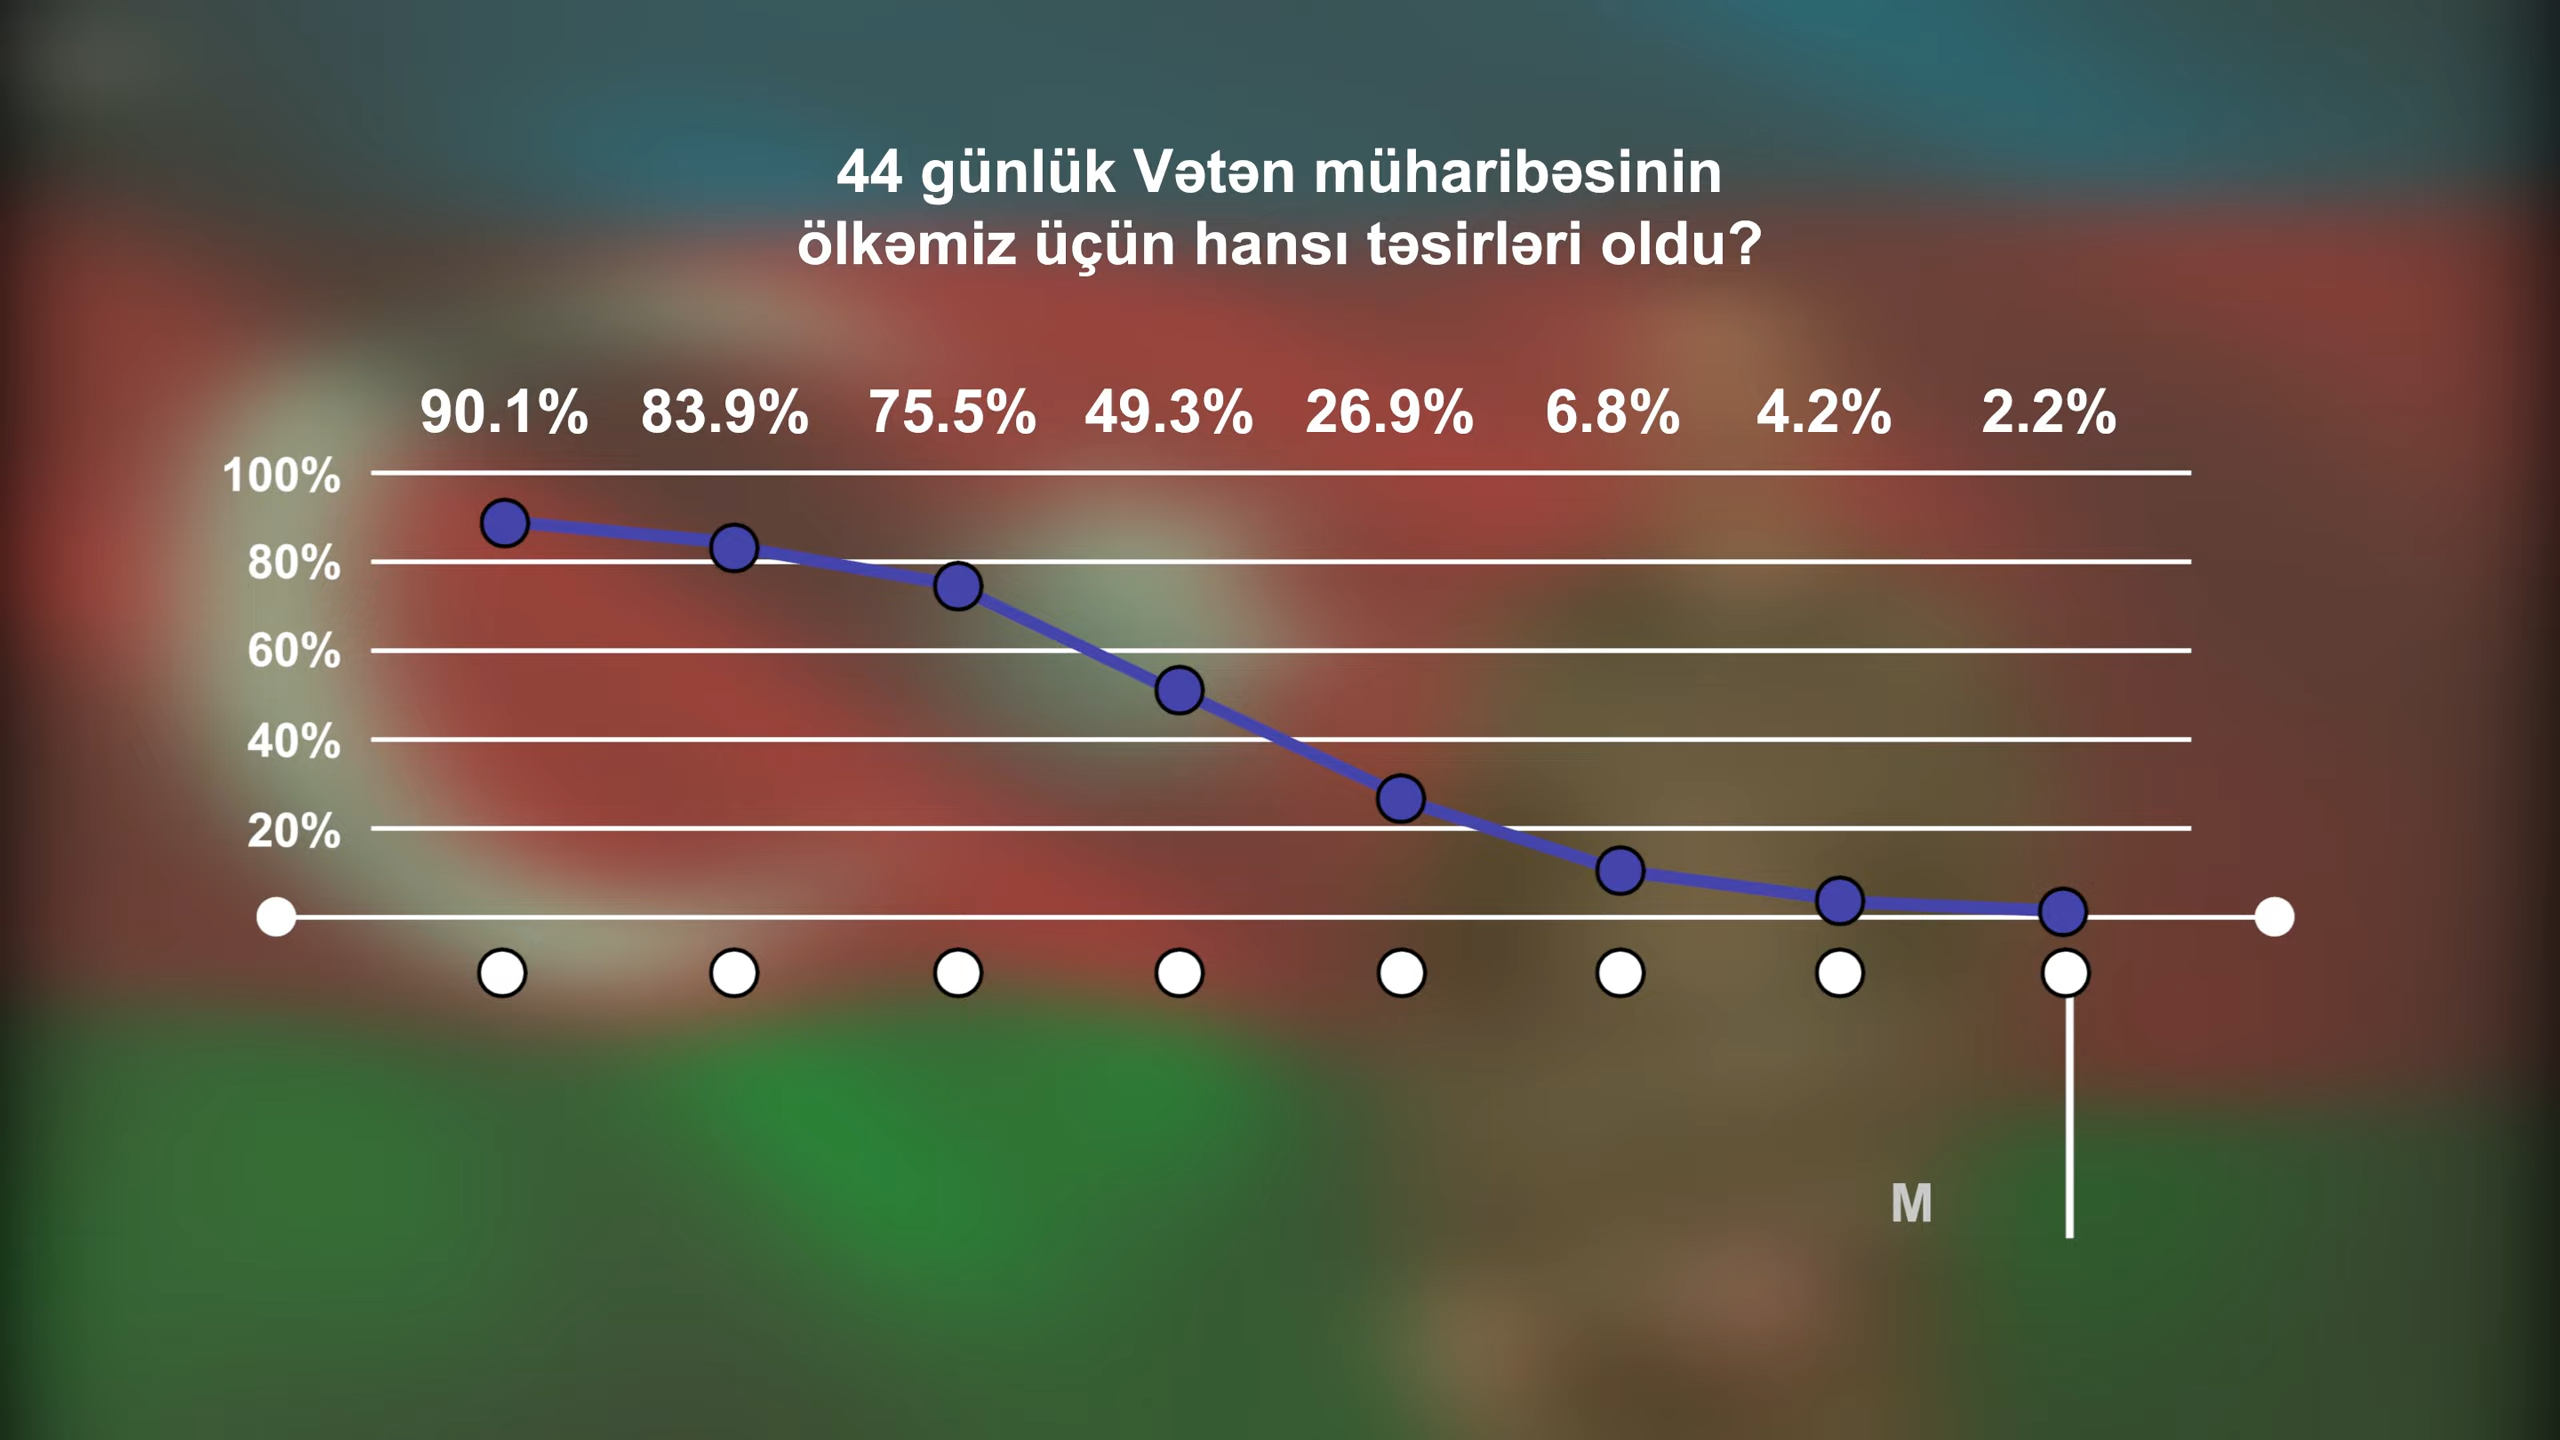 44 günlük Vətən müharibəsinin
ölkəmiz üçün hansı təsirləri oldu?
90.1% 83.9% 75.5% 49.3% 26.9% 6.8% 4.2% 2.2%
100%
80%
60%
40%
20%
M